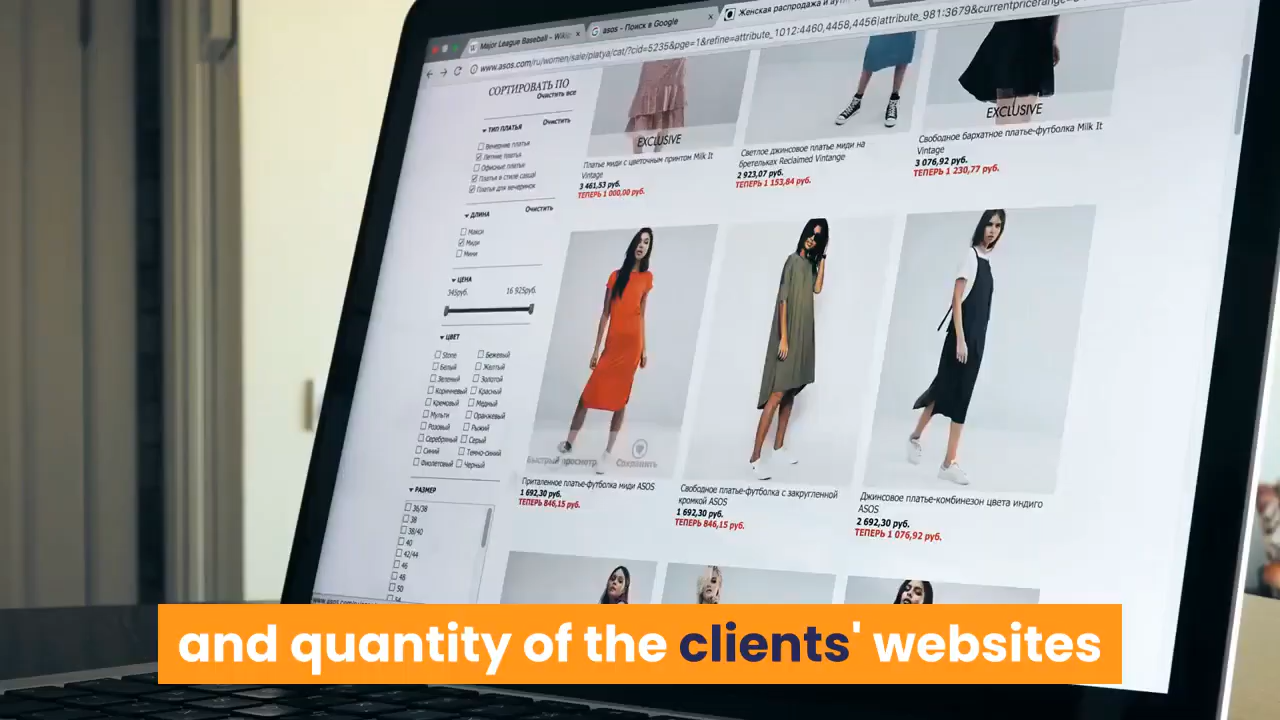 Major League Baseball – Wikip
asos - Поиск в Google
Женская распродажа и аут
www.asos.com/ru/women/sale/platya/cat/?cid=5235&pge=1&refine=attribute_1012:4460,4458,4456|attribute_981:3679&currentpricerange=
СОРТИРОВАТЬ ПО
Очистить все
ТИП ПЛАТЬЯ
Очистить
Вечерние платья
Летние платья
Офисные платья
Платья в стиле casual
Платья для вечеринок
ДЛИНА
Очистить
Макси
Миди
Мини
ЦЕНА
345руб.
16 925руб.
ЦВЕТ
Stone
Бежевый
Белый
Желтый
Зеленый
Золотой
Коричневый
Красный
Кремовый
Медный
Мульти
Оранжевый
Розовый
Рыжий
Серебряный
Серый
Синий
Темно-синий
Фиолетовый
Черный
РАЗМЕР
36/38
38
38/40
40
42/44
46
48
50
EXCLUSIVE
Платье миди с цветочным принтом Milk It
Vintage
3 461,53 руб.
ТЕПЕРЬ 1 000,00 руб.
Светлое джинсовое платье миди на
бретельках Reclaimed Vintange
2 923,07 руб.
ТЕПЕРЬ 1 153,84 руб.
EXCLUSIVE
Свободное бархатное платье-футболка Milk It
Vintage
3 076,92 руб.
ТЕПЕРЬ 1 230,77 руб.
Быстрый просмотр
Сохранить
Приталенное платье-футболка миди ASOS
1 692,30 руб.
ТЕПЕРЬ 846,15 руб.
Свободное платье-футболка с закругленной
кромкой ASOS
1 692,30 руб.
ТЕПЕРЬ 846,15 руб.
Джинсовое платье-комбинезон цвета индиго
ASOS
2 692,30 руб.
ТЕПЕРЬ 1 076,92 руб.
and quantity of the clients' websites